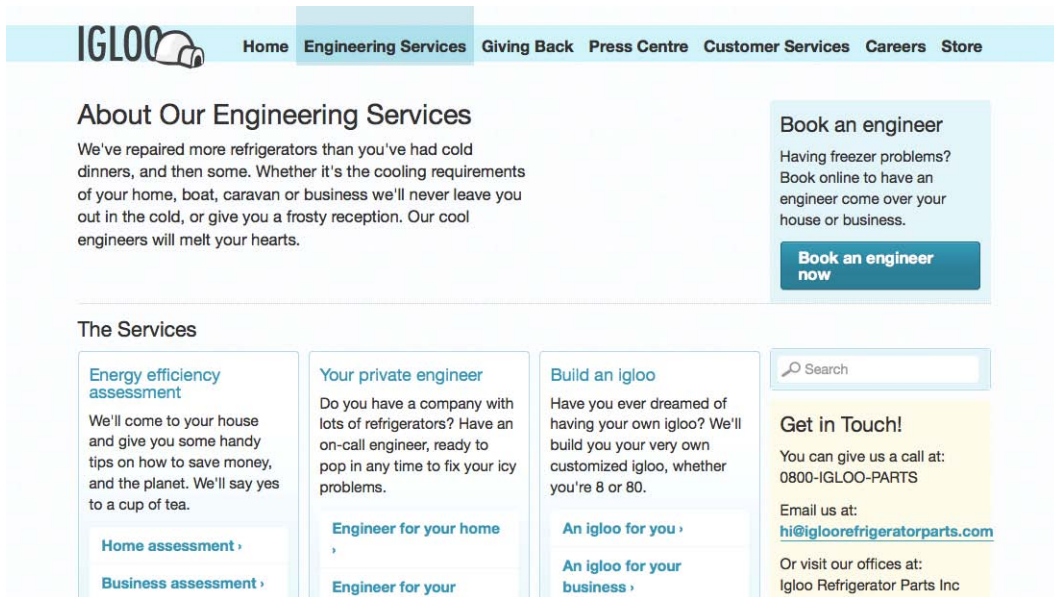 IGLOO
Home Engineering Services Giving Back Press Centre Customer Services Careers Store
About Our Engineering Services
We've repaired more refrigerators than you've had cold
dinners, and then some. Whether it's the cooling requirements
of your home, boat, caravan or business we'll never leave you
out in the cold, or give you a frosty reception. Our cool
engineers will melt your hearts.
Book an engineer
Having freezer problems?
Book online to have an
engineer come over your
house or business.
Book an engineer
now
The Services
Energy efficiency
assessment
We'll come to your house
and give you some handy
tips on how to save money,
and the planet. We'll say yes
to a cup of tea.
Home assessment ›
Business assessment ›
Your private engineer
Do you have a company with
lots of refrigerators? Have an
on-call engineer, ready to
pop in any time to fix your icy
problems.
Engineer for your home
›
Engineer for your
Build an igloo
Have you ever dreamed of
having your own igloo? We'll
build you your very own
customized igloo, whether
you're 8 or 80.
An igloo for you ›
An igloo for your
business ›
Search
Get in Touch!
You can give us a call at:
0800-IGLOO-PARTS
Email us at:
hi@igloorefrigeratorparts.com
Or visit our offices at:
Igloo Refrigerator Parts Inc